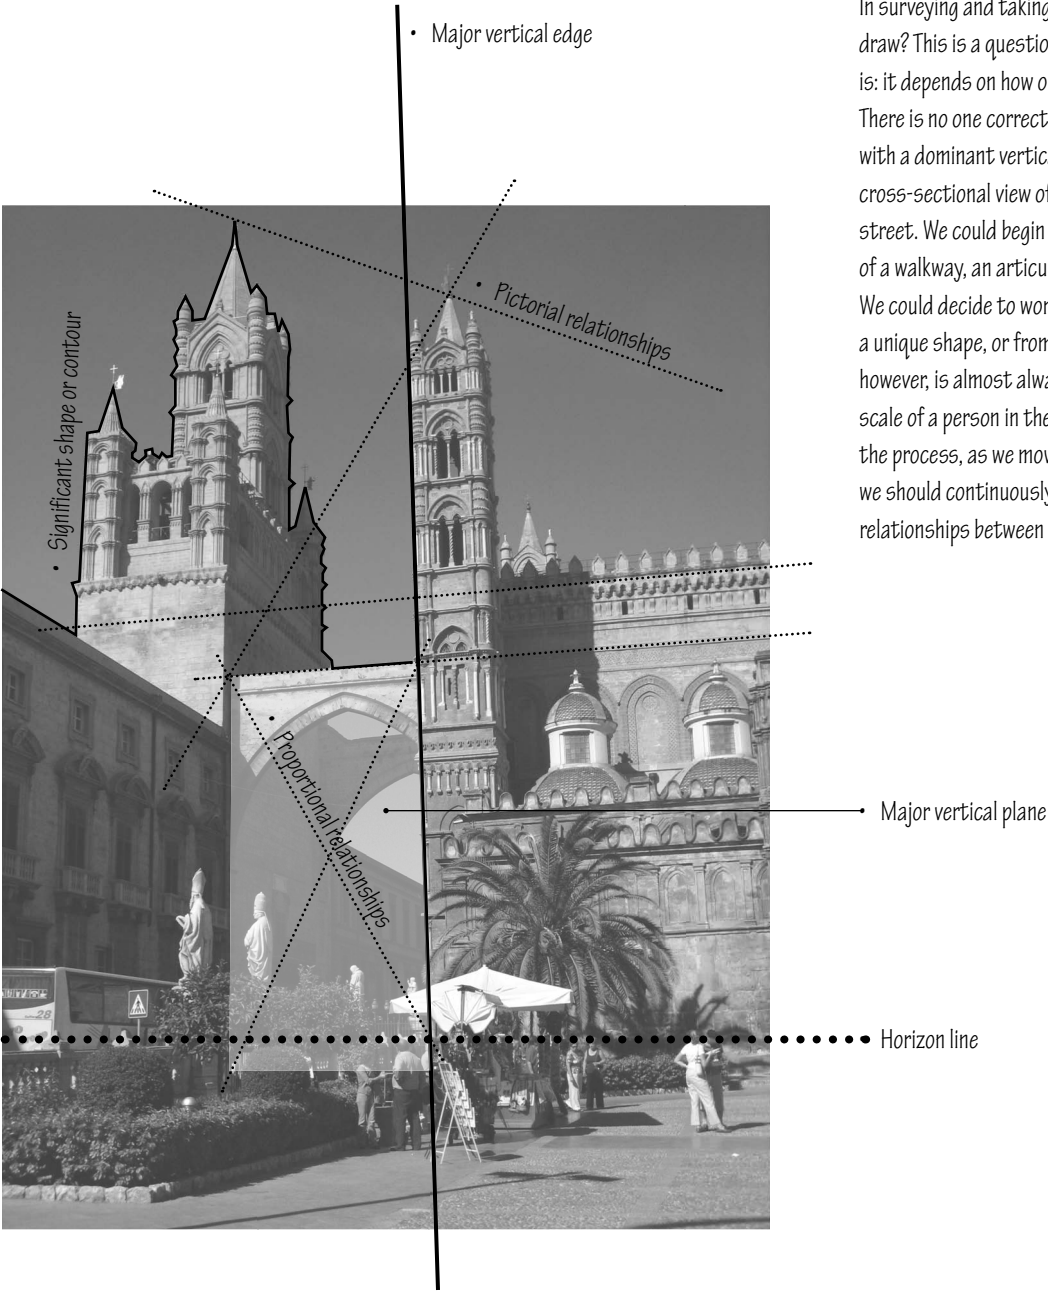 • Major vertical edge
In surveying and taking
draw? This is a questio
is: it depends on how o
There is no one correct
with a dominant vertic
cross-sectional view of
street. We could begin
of a walkway, an articu
We could decide to wor
a unique shape, or from
however, is almost alwa
scale of a person in the
the process, as we mov
we should continuously
relationships between
• Pictorial relationships
• Significant shape or contour
• Proportional relationships
Major vertical plane
28
Horizon line